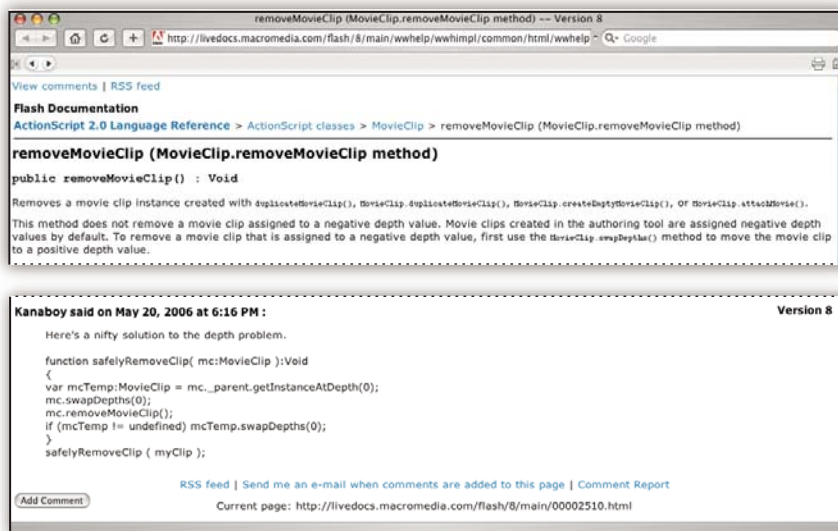 removeMovieClip (MovieClip.removeMovieClip method) -- Version 8
http://livedocs.macromedia.com/flash/8/main/wwhelp/wwhimpl/common/html/wwhelp Google
View comments | RSS feed
Flash Documentation
ActionScript 2.0 Language Reference > ActionScript classes > MovieClip > removeMovieClip (MovieClip.removeMovieClip method)
removeMovieClip (MovieClip.removeMovieClip method)
public removeMovieClip() : Void
Removes a movie clip instance created with duplicateMovieClip(), MovieClip.duplicateMovieClip(), MovieClip.createEmptyMovieClip(), or MovieClip.attachMovie().
This method does not remove a movie clip assigned to a negative depth value. Movie clips created in the authoring tool are assigned negative depth
values by default. To remove a movie clip that is assigned to a negative depth value, first use the MovieClip.swapDepths() method to move the movie clip
to a positive depth value.
Kanaboy said on May 20, 2006 at 6:16 PM : Version 8
Here's a nifty solution to the depth problem.
function safelyRemoveClip( mc:MovieClip ):Void
{
var mcTemp:MovieClip = mc._parent.getInstanceAtDepth(0);
mc.swapDepths(0);
mc.removeMovieClip();
if (mcTemp != undefined) mcTemp.swapDepths(0);
}
safelyRemoveClip ( myClip );
RSS feed | Send me an e-mail when comments are added to this page | Comment Report
Add Comment
Current page: http://livedocs.macromedia.com/flash/8/main/00002510.html